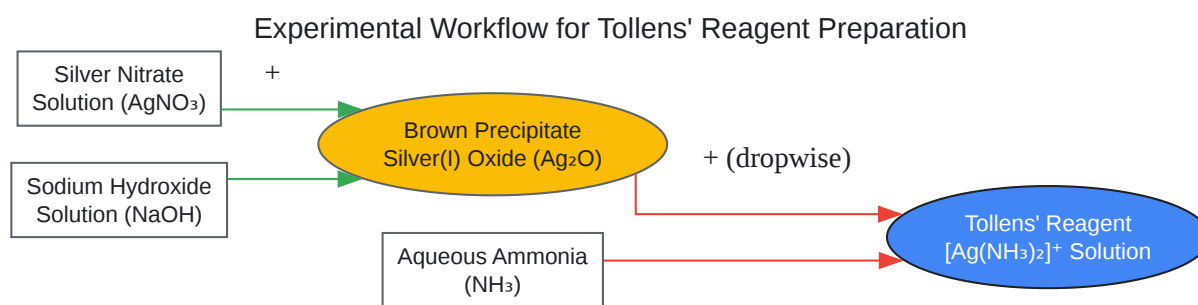 Experimental Workflow for Tollens' Reagent Preparation
Silver Nitrate
Solution (AgNO₃)
+
Sodium Hydroxide
Solution (NaOH)
Brown Precipitate
Silver(I) Oxide (Ag₂O)
+ (dropwise)
Aqueous Ammonia
(NH₃)
Tollens' Reagent
[Ag(NH₃)₂]⁺ Solution